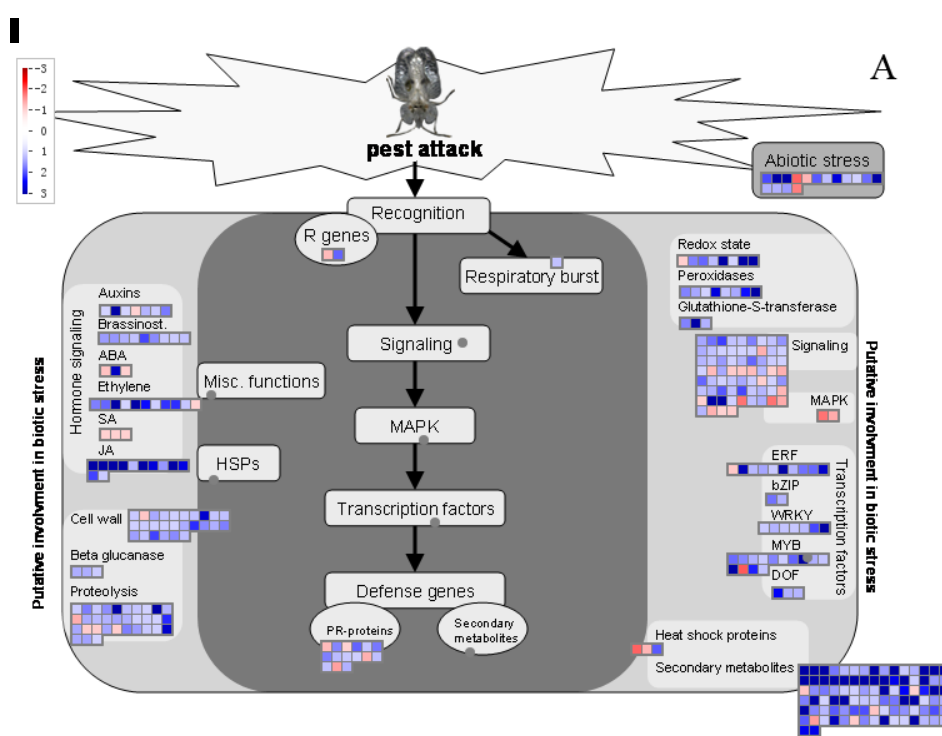 A
--3
--2
--1
- 0
- 1
- 2
- 3
pest attack
Abiotic stress
Recognition
R genes
Respiratory burst
Signaling
Misc. functions
MAPK
HSPs
Transcription factors
Defense genes
PR-proteins
Secondary
metabolites
Putative involvment in biotic stress
Hormone signaling
Auxins
Brassinost.
ABA
Ethylene
SA
JA
Cell wall
Beta glucanase
Proteolysis
Redox state
Peroxidases
Glutathione-S-transferase
Signaling
MAPK
ERF
bZIP
WRKY
MYB
DOF
Transcription factors
Putative involvment in biotic stress
Heat shock proteins
Secondary metabolites